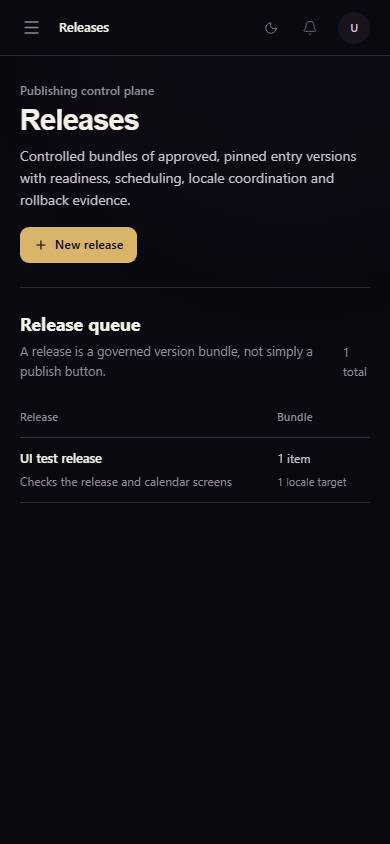 Releases
U
Publishing control plane
Releases
Controlled bundles of approved, pinned entry versions
with readiness, scheduling, locale coordination and
rollback evidence.
+ New release
Release queue
A release is a governed version bundle, not simply a
publish button.
1
total
Release Bundle
UI test release 1 item
Checks the release and calendar screens 1 locale target